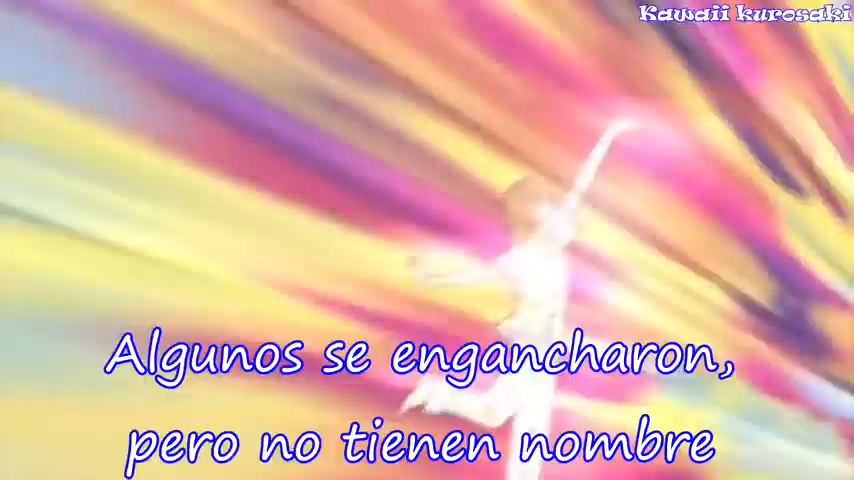 Kawaii kurosaki
Algunos se engancharon,
pero no tienen nombre